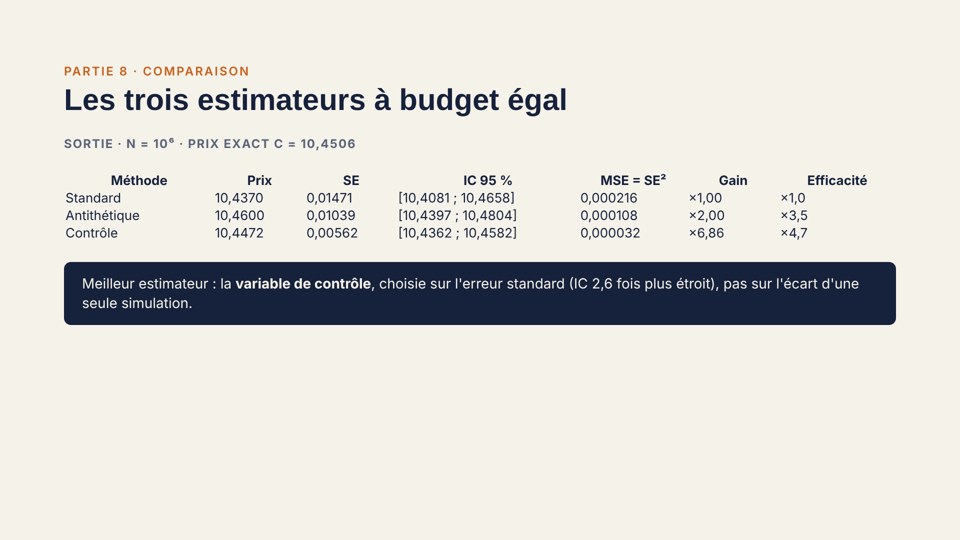 PARTIE 8 · COMPARAISON
Les trois estimateurs à budget égal
SORTIE · N = 10⁶ · PRIX EXACT C = 10,4506
Méthode Prix SE IC 95 % MSE = SE² Gain Efficacité
Standard 10,4370 0,01471 [10,4081 ; 10,4658] 0,000216 ×1,00 ×1,0
Antithétique 10,4600 0,01039 [10,4397 ; 10,4804] 0,000108 ×2,00 ×3,5
Contrôle 10,4472 0,00562 [10,4362 ; 10,4582] 0,000032 ×6,86 ×4,7
Meilleur estimateur : la variable de contrôle, choisie sur l'erreur standard (IC 2,6 fois plus étroit), pas sur l'écart d'une
seule simulation.